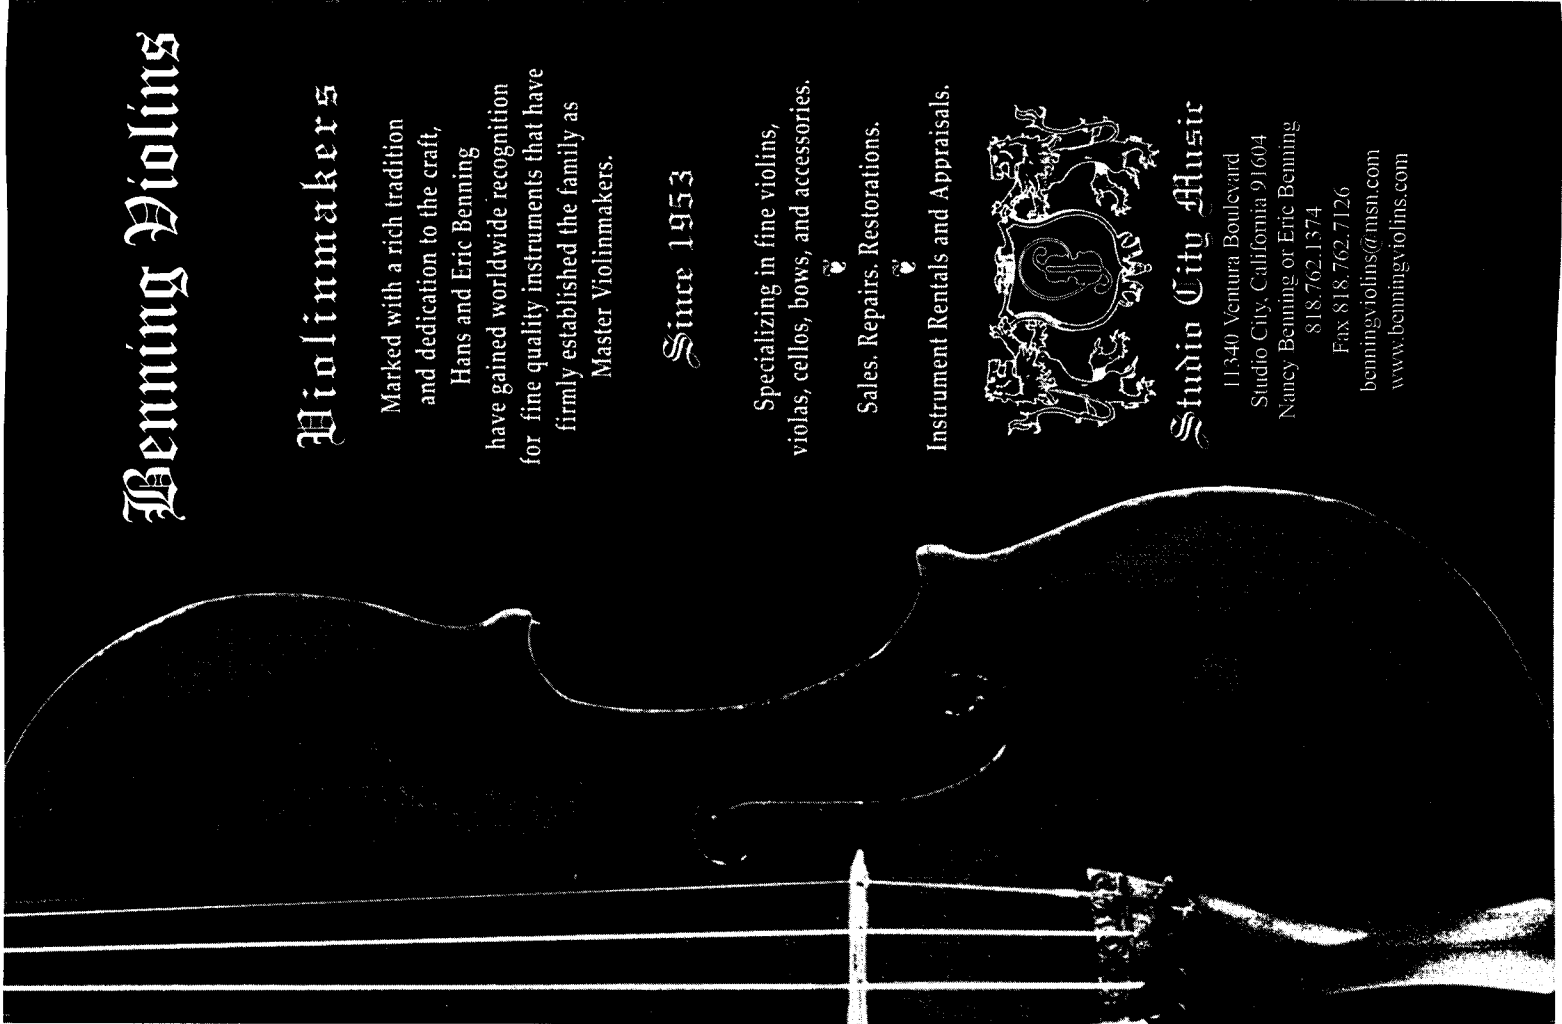 Benning Violins
Violinmakers
Marked with a rich tradition
and dedication to the craft,
Hans and Eric Benning
have gained worldwide recognition
for fine quality instruments that have
firmly established the family as
Master Violinmakers.
Since 1953
Specializing in fine violins,
violas, cellos, bows, and accessories.
Sales. Repairs. Restorations.
Instrument Rentals and Appraisals.
Studio City Music
11340 Ventura Boulevard
Studio City, California 91604
Nancy Benning or Eric Benning
818.762.1374
Fax 818.762.7126
benningviolins@msn.com
www.benningviolins.com